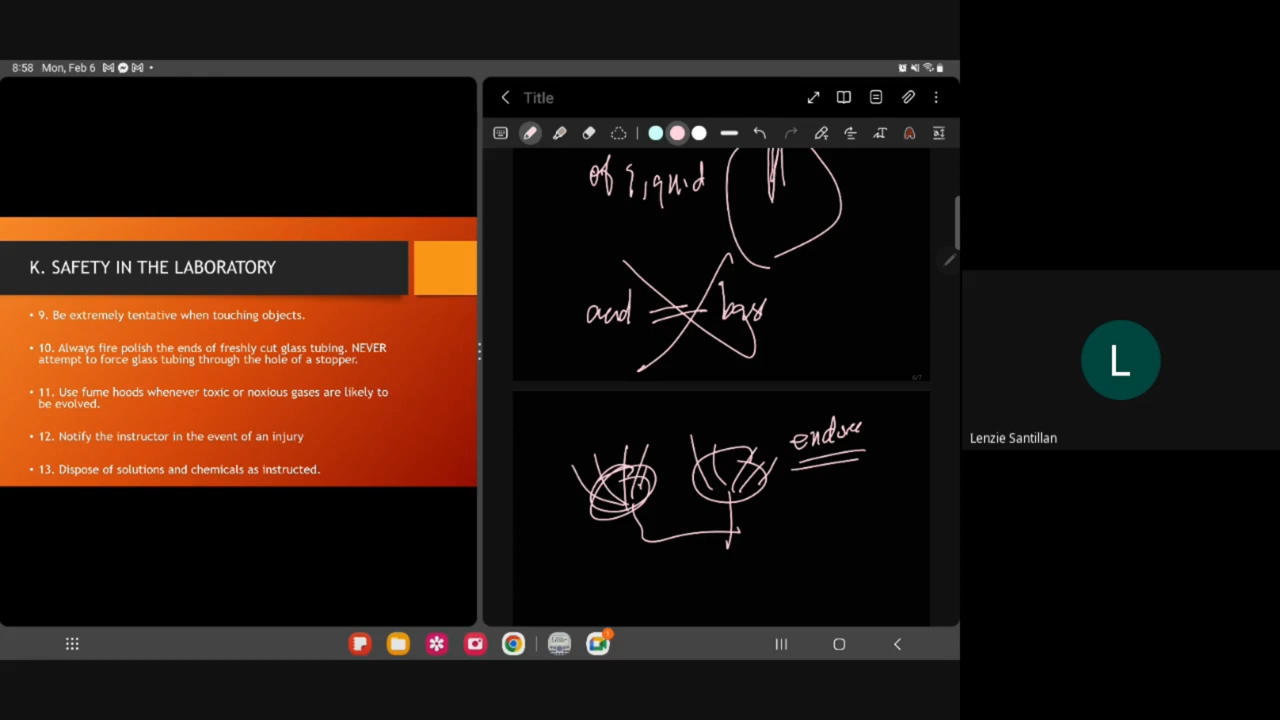 8:58 Mon, Feb 6
Title
K. SAFETY IN THE LABORATORY
• 9. Be extremely tentative when touching objects.
• 10. Always fire polish the ends of freshly cut glass tubing. NEVER
attempt to force glass tubing through the hole of a stopper.
• 11. Use fume hoods whenever toxic or noxious gases are likely to
be evolved.
• 12. Notify the instructor in the event of an injury
• 13. Dispose of solutions and chemicals as instructed.
of liquid
acid
6/7
L
Lenzie Santillan